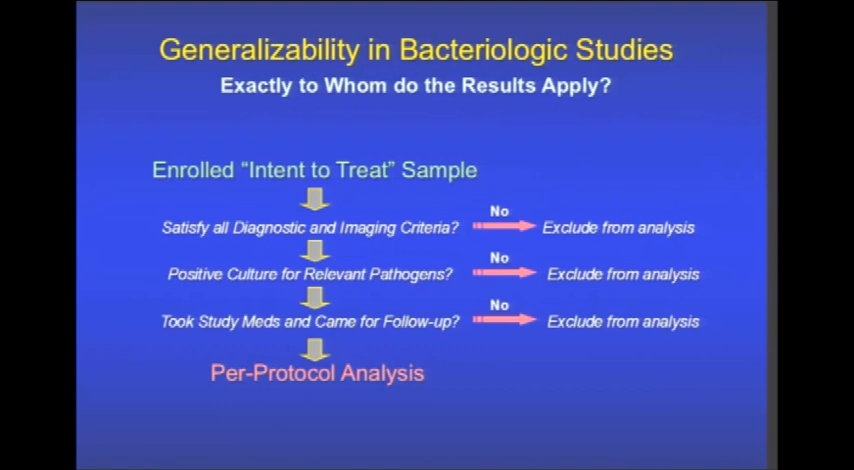 Generalizability in Bacteriologic Studies
Exactly to Whom do the Results Apply?
Enrolled “Intent to Treat” Sample
No
Satisfy all Diagnostic and Imaging Criteria? Exclude from analysis
No
Positive Culture for Relevant Pathogens? Exclude from analysis
No
Took Study Meds and Came for Follow-up? Exclude from analysis
Per-Protocol Analysis